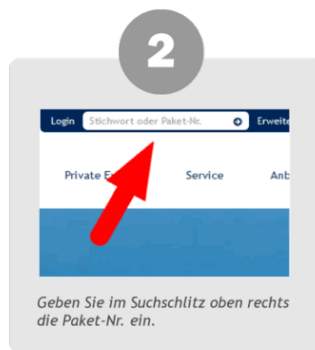 2
Login Stichwort oder Paket-Nr. Erweite
Private E Service Anb
Geben Sie im Suchschlitz oben rechts
die Paket-Nr. ein.